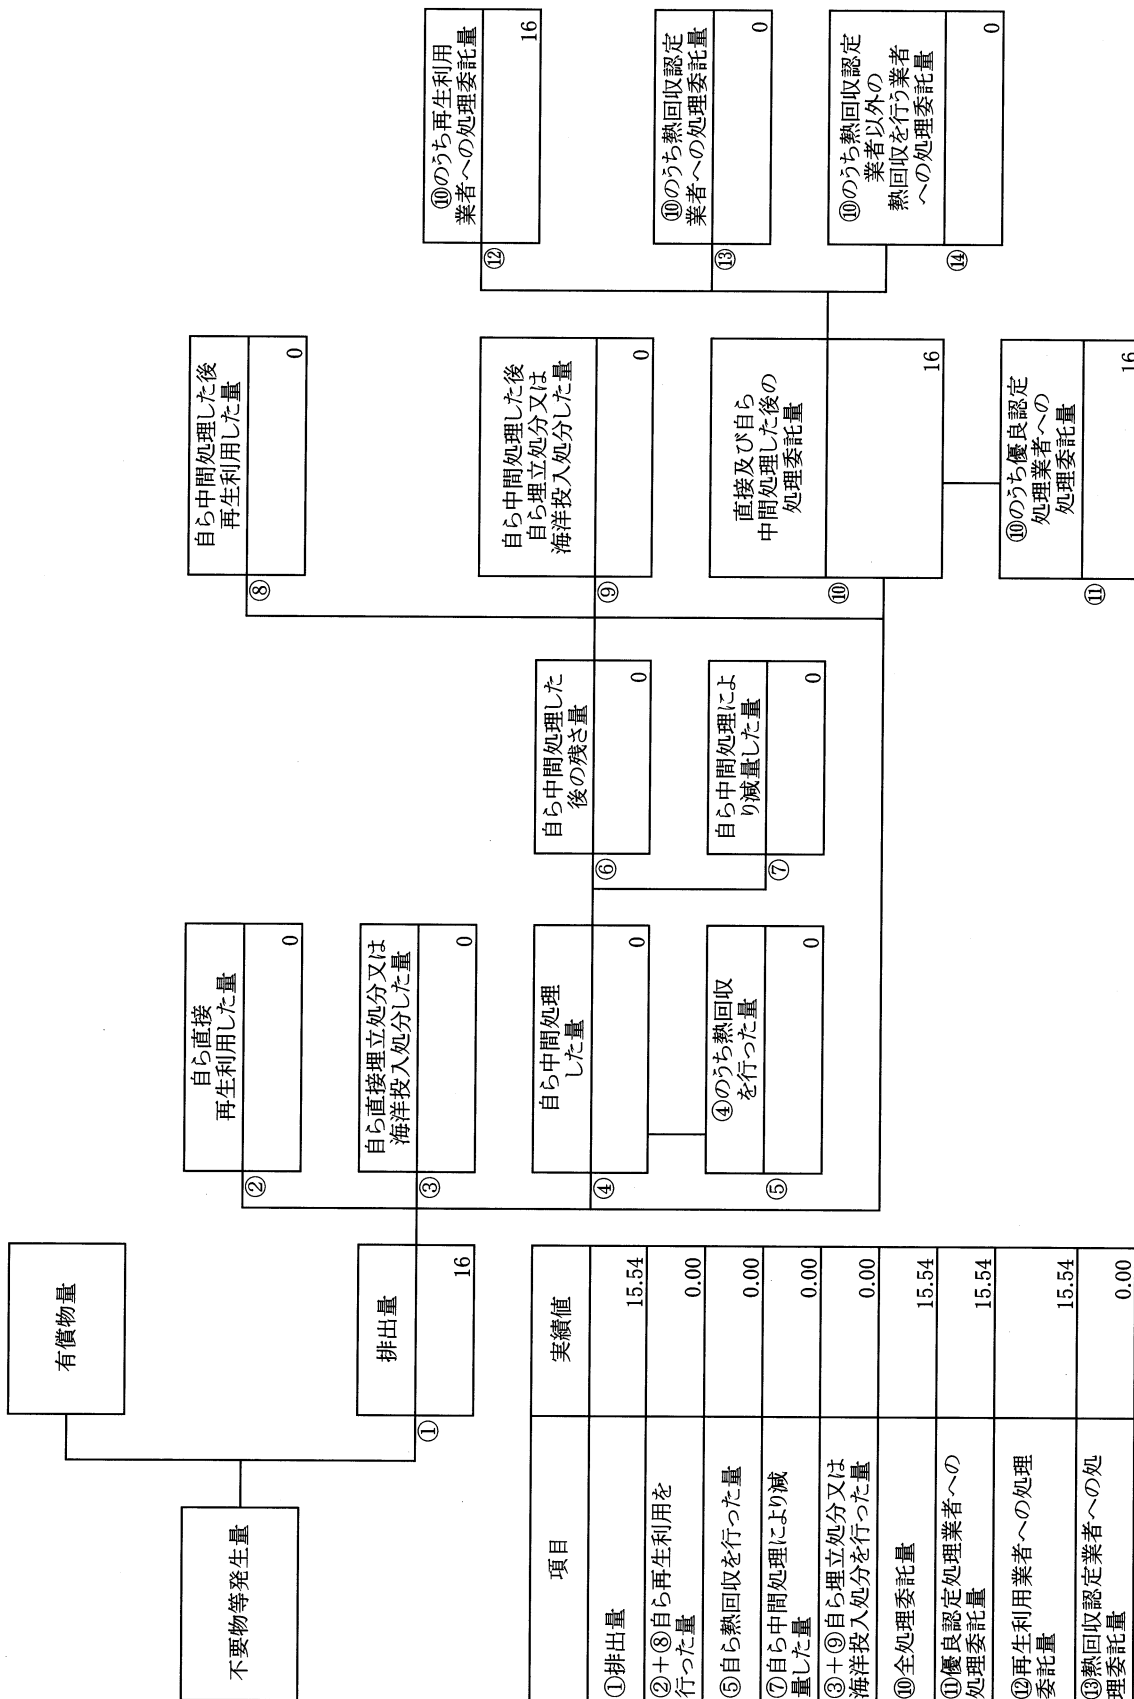 不要物等発生量
有償物量
①
排出量
16
②
自ら直接
再生利用した量
0
③
自ら直接埋立処分又は
海洋投入処分した量
0
④
自ら中間処理
した量
0
⑤
④のうち熱回収
を行った量
0
⑥
自ら中間処理した
後の残さ量
0
⑦
自ら中間処理によ
り減量した量
0
⑧
自ら中間処理した後
再生利用した量
0
⑨
自ら中間処理した後
自ら埋立処分又は
海洋投入処分した量
0
⑩
直接及び自ら
中間処理した後の
処理委託量
16
⑪
⑩のうち優良認定
処理業者への
処理委託量
16
⑫
⑩のうち再生利用
業者への処理委託量
16
⑬
⑩のうち熱回収認定
業者への処理委託量
0
⑭
⑩のうち熱回収認定
業者以外の
熱回収を行う業者
への処理委託量
0
項目 実績値
①排出量 15.54
②+⑧自ら再生利用を
行った量 0.00
⑤自ら熱回収を行った量 0.00
⑦自ら中間処理により減
量した量 0.00
③+⑨自ら埋立処分又は
海洋投入処分を行った量 0.00
⑩全処理委託量 15.54
⑪優良認定処理業者への
処理委託量 15.54
⑫再生利用業者への処理
委託量 15.54
⑬熱回収認定業者への処
理委託量 0.00